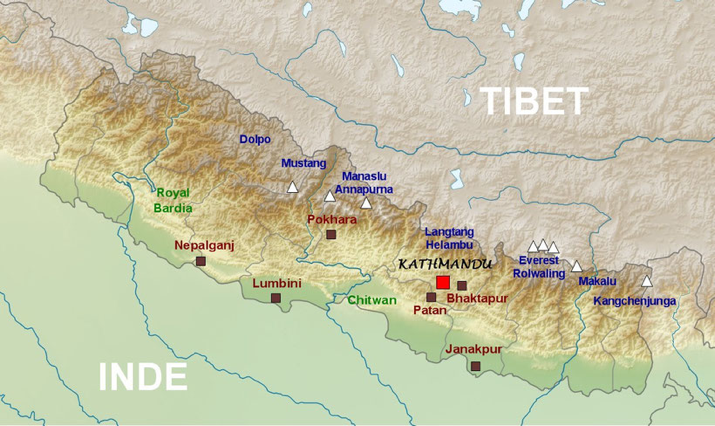 TIBET
Dolpo
Mustang
Manaslu
Annapurna
Royal
Bardia
Pokhara
Langtang
Helambu
Nepalganj
KATHMANDU
Everest
Rolwaling
Makalu
Lumbini
Chitwan
Bhaktapur
Kangchenjunga
Patan
Janakpur
INDE